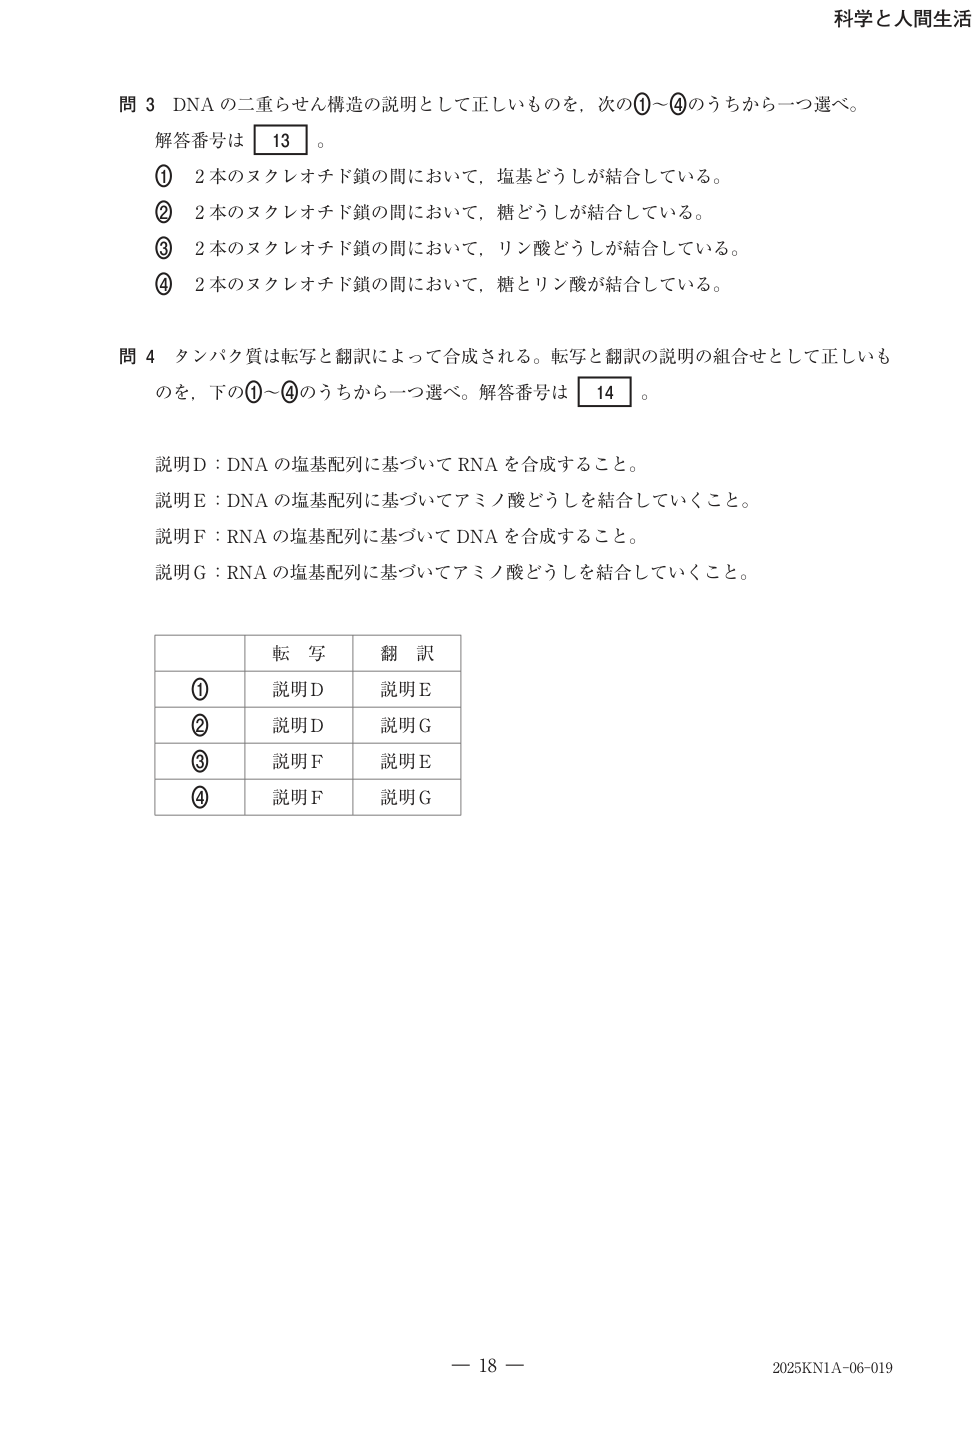 科学と人間生活
問 3 DNA の二重らせん構造の説明として正しいものを，次の①～④のうちから一つ選べ。
解答番号は 13 。
① 2 本のヌクレオチド鎖の間において，塩基どうしが結合している。
② 2 本のヌクレオチド鎖の間において，糖どうしが結合している。
③ 2 本のヌクレオチド鎖の間において，リン酸どうしが結合している。
④ 2 本のヌクレオチド鎖の間において，糖とリン酸が結合している。
問 4 タンパク質は転写と翻訳によって合成される。転写と翻訳の説明の組合せとして正しいも
のを，下の①～④のうちから一つ選べ。解答番号は 14 。
説明D：DNA の塩基配列に基づいて RNA を合成すること。
説明E：DNA の塩基配列に基づいてアミノ酸どうしを結合していくこと。
説明F：RNA の塩基配列に基づいて DNA を合成すること。
説明G：RNA の塩基配列に基づいてアミノ酸どうしを結合していくこと。
転 写 翻 訳
① 説明D 説明E
② 説明D 説明G
③ 説明F 説明E
④ 説明F 説明G
― 18 ―
2025KN1A-06-019